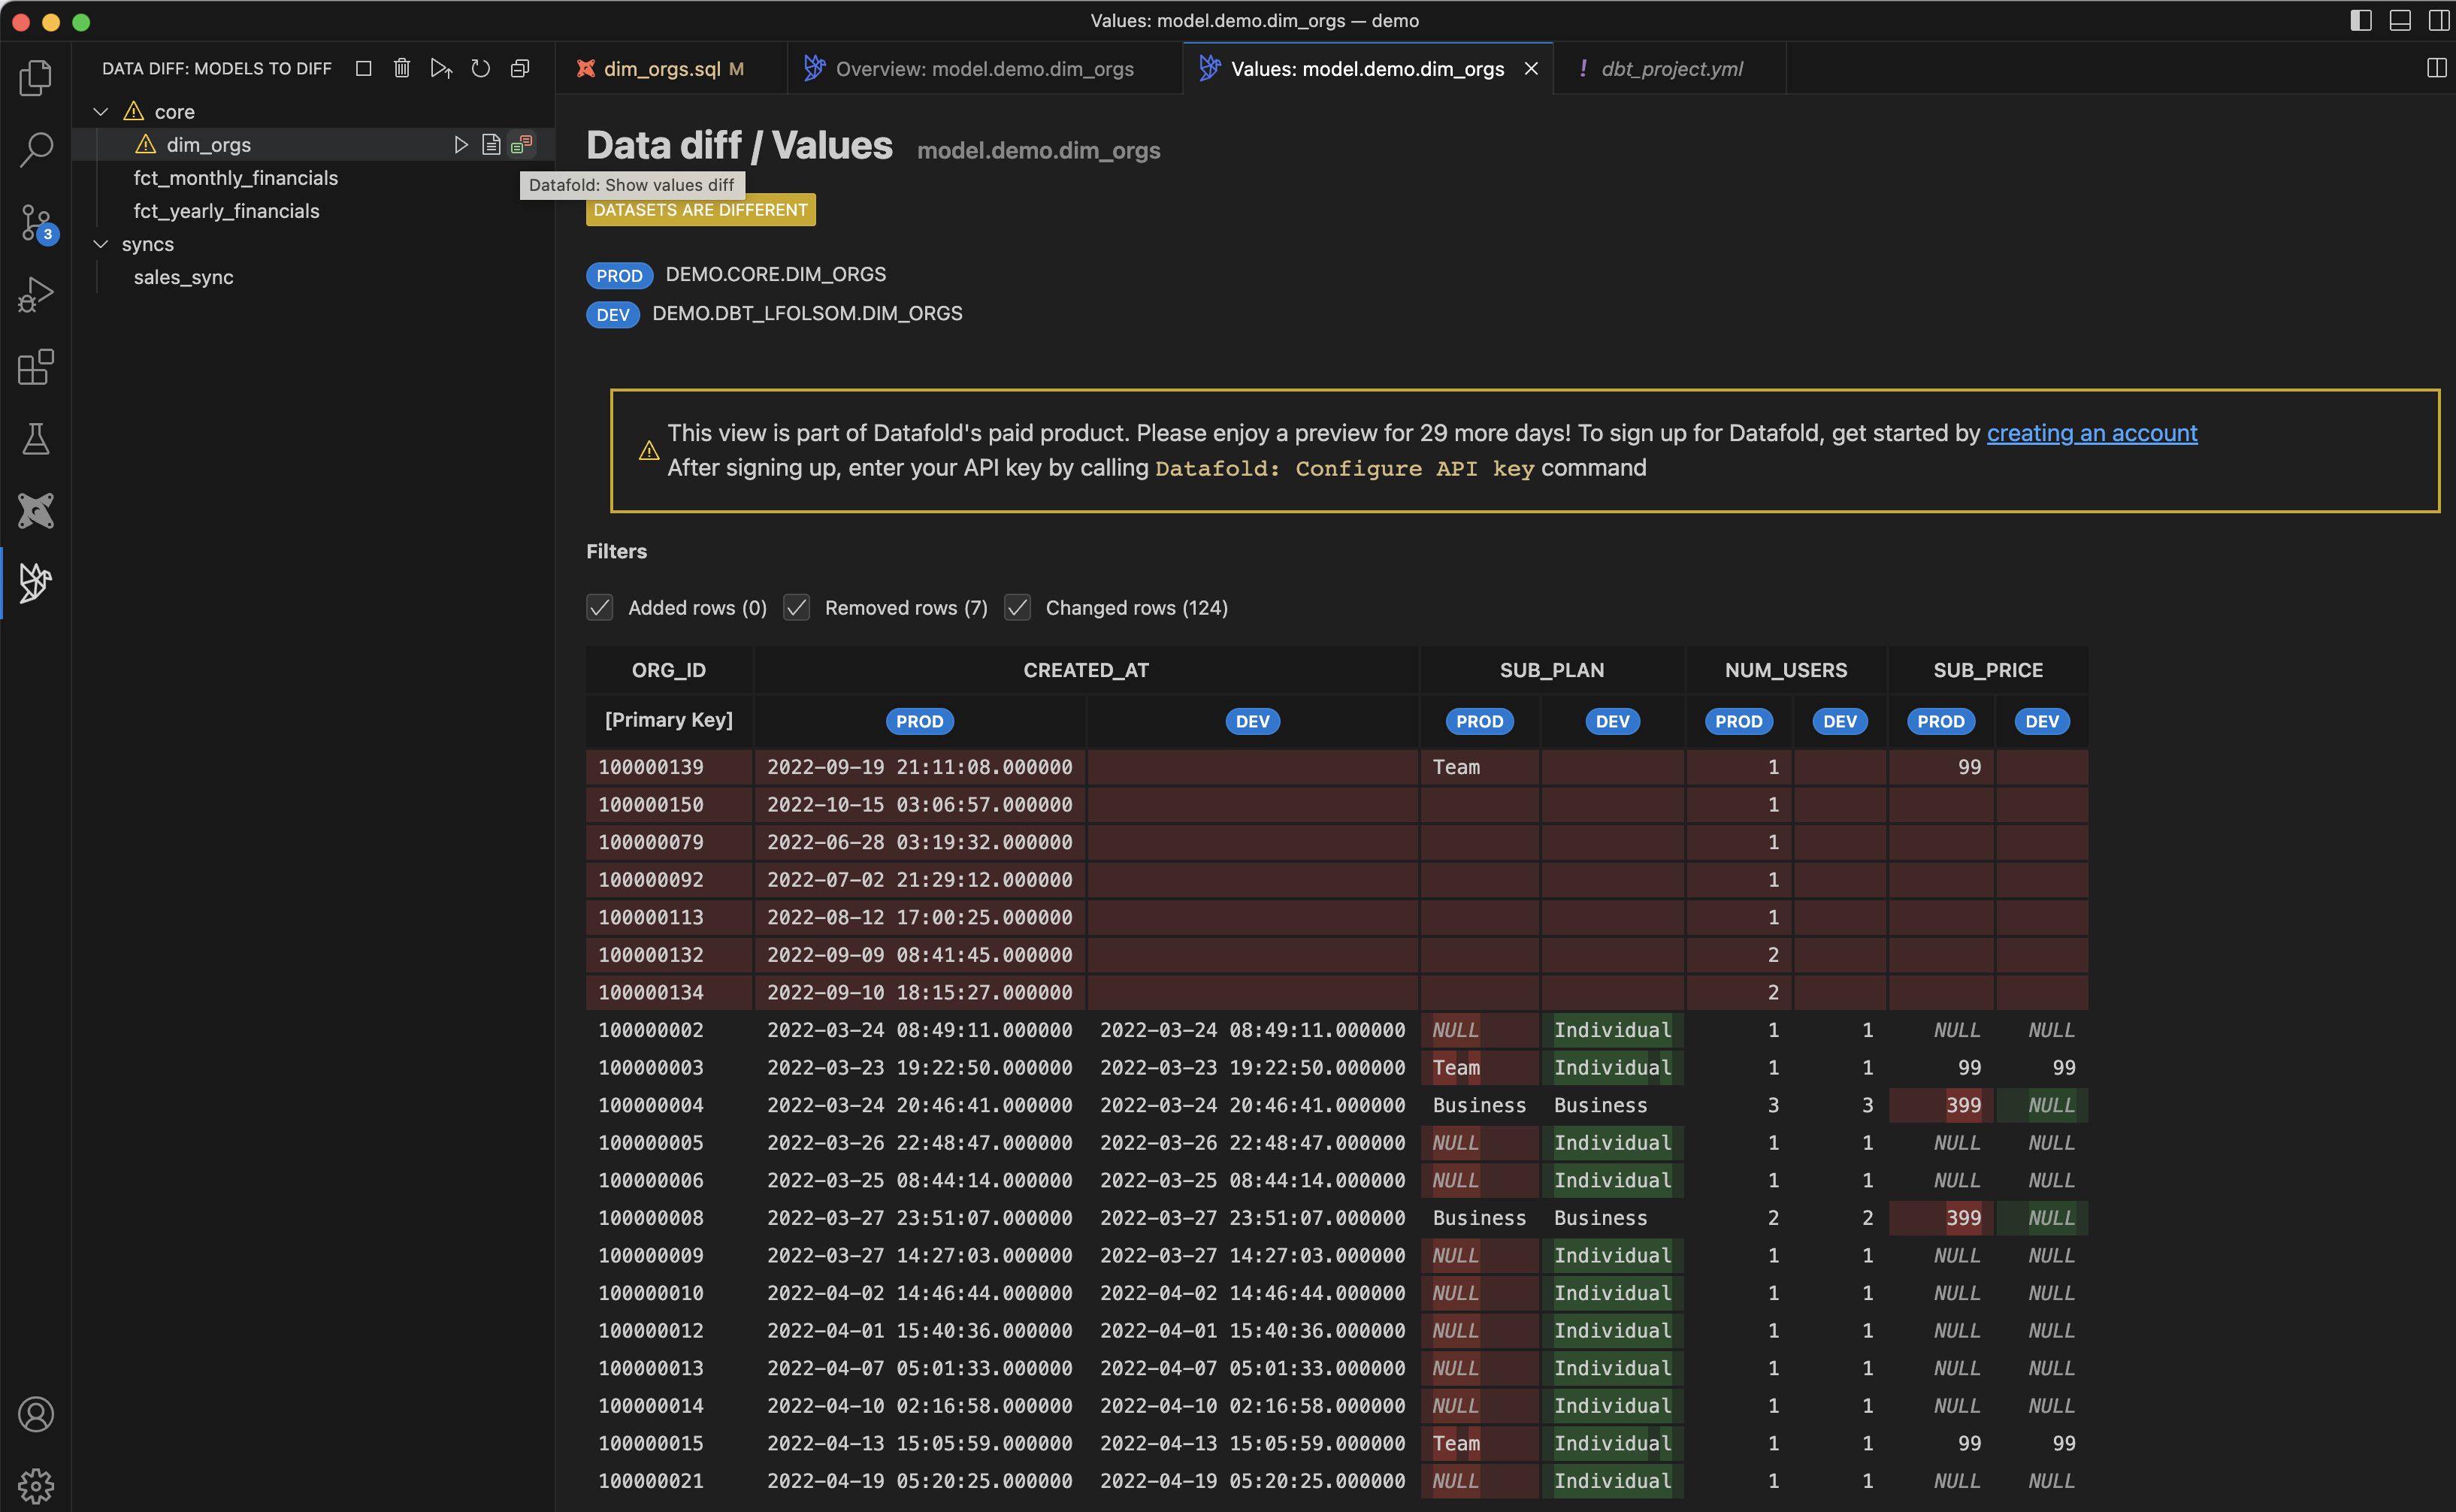 Values: model.demo.dim_orgs — demo
DATA DIFF: MODELS TO DIFF
dim_orgs.sql M
Overview: model.demo.dim_orgs
Values: model.demo.dim_orgs
! dbt_project.yml
core
dim_orgs
fct_monthly_financials
fct_yearly_financials
syncs
sales_sync
3
Data diff / Values model.demo.dim_orgs
Datafold: Show values diff
DATASETS ARE DIFFERENT
PROD DEMO.CORE.DIM_ORGS
DEV DEMO.DBT_LFOLSOM.DIM_ORGS
This view is part of Datafold's paid product. Please enjoy a preview for 29 more days! To sign up for Datafold, get started by creating an account
After signing up, enter your API key by calling Datafold: Configure API key command
Filters
Added rows (0) Removed rows (7) Changed rows (124)
ORG_ID CREATED_AT SUB_PLAN NUM_USERS SUB_PRICE
[Primary Key] PROD DEV PROD DEV PROD DEV PROD DEV
100000139 2022-09-19 21:11:08.000000 Team 1 99
100000150 2022-10-15 03:06:57.000000 1
100000079 2022-06-28 03:19:32.000000 1
100000092 2022-07-02 21:29:12.000000 1
100000113 2022-08-12 17:00:25.000000 1
100000132 2022-09-09 08:41:45.000000 2
100000134 2022-09-10 18:15:27.000000 2
100000002 2022-03-24 08:49:11.000000 2022-03-24 08:49:11.000000 NULL Individual 1 1 NULL NULL
100000003 2022-03-23 19:22:50.000000 2022-03-23 19:22:50.000000 Team Individual 1 1 99 99
100000004 2022-03-24 20:46:41.000000 2022-03-24 20:46:41.000000 Business Business 3 3 399 NULL
100000005 2022-03-26 22:48:47.000000 2022-03-26 22:48:47.000000 NULL Individual 1 1 NULL NULL
100000006 2022-03-25 08:44:14.000000 2022-03-25 08:44:14.000000 NULL Individual 1 1 NULL NULL
100000008 2022-03-27 23:51:07.000000 2022-03-27 23:51:07.000000 Business Business 2 2 399 NULL
100000009 2022-03-27 14:27:03.000000 2022-03-27 14:27:03.000000 NULL Individual 1 1 NULL NULL
100000010 2022-04-02 14:46:44.000000 2022-04-02 14:46:44.000000 NULL Individual 1 1 NULL NULL
100000012 2022-04-01 15:40:36.000000 2022-04-01 15:40:36.000000 NULL Individual 1 1 NULL NULL
100000013 2022-04-07 05:01:33.000000 2022-04-07 05:01:33.000000 NULL Individual 1 1 NULL NULL
100000014 2022-04-10 02:16:58.000000 2022-04-10 02:16:58.000000 NULL Individual 1 1 NULL NULL
100000015 2022-04-13 15:05:59.000000 2022-04-13 15:05:59.000000 Team Individual 1 1 99 99
100000021 2022-04-19 05:20:25.000000 2022-04-19 05:20:25.000000 NULL Individual 1 1 NULL NULL